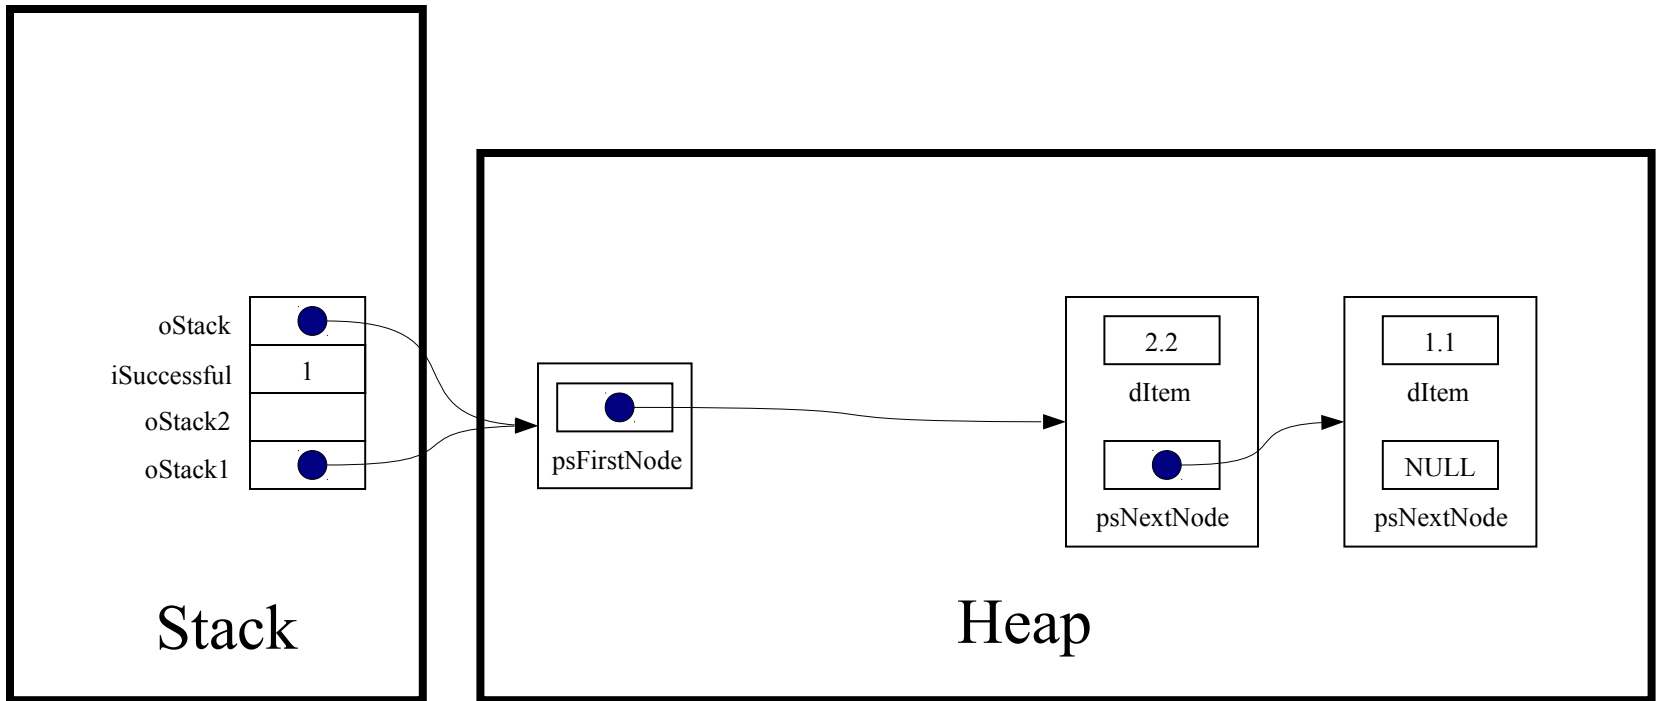 oStack
iSuccessful
1
oStack2
oStack1
Stack
psFirstNode
2.2
dItem
psNextNode
1.1
dItem
NULL
psNextNode
Heap